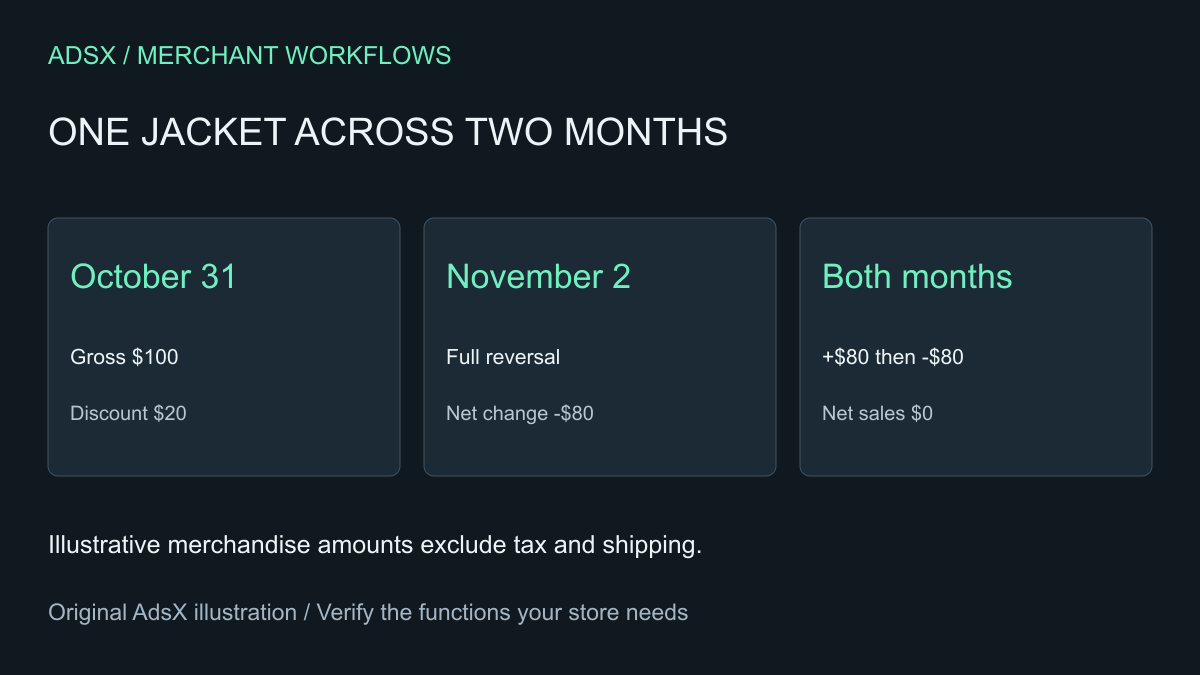 ADSX / MERCHANT WORKFLOWS
ONE JACKET ACROSS TWO MONTHS
October 31
Gross $100
Discount $20
November 2
Full reversal
Net change -$80
Both months
+$80 then -$80
Net sales $0
Illustrative merchandise amounts exclude tax and shipping.
Original AdsX illustration / Verify the functions your store needs